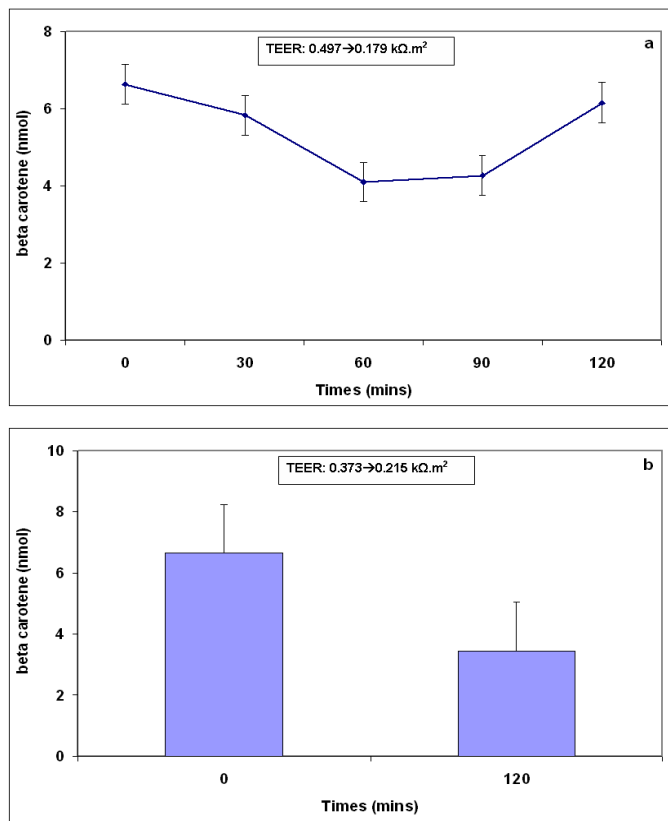 a
TEER: 0.497→0.179 kΩ.m²
8
6
4
2
0
beta carotene (nmol)
0 30 60 90 120
Times (mins)
b
TEER: 0.373→0.215 kΩ.m²
10
8
6
4
2
0
beta carotene (nmol)
0 120
Times (mins)